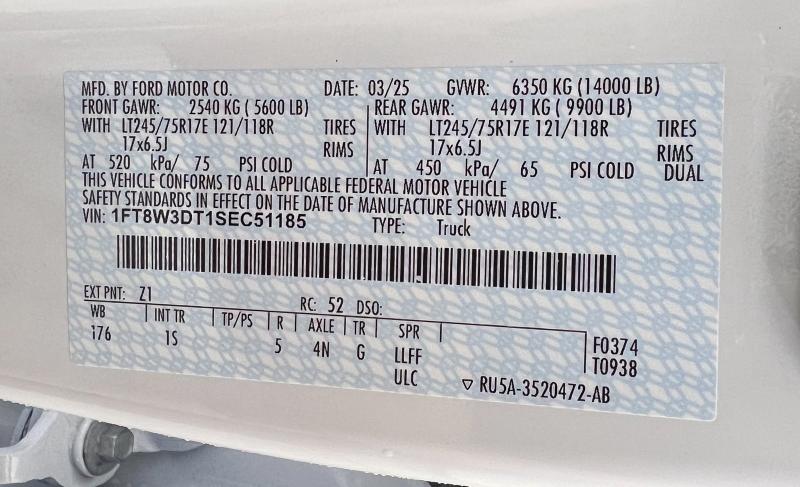 MFD. BY FORD MOTOR CO. DATE: 03/25 GVWR: 6350 KG (14000 LB)
FRONT GAWR: 2540 KG ( 5600 LB) REAR GAWR: 4491 KG ( 9900 LB)
WITH LT245/75R17E 121/118R TIRES WITH LT245/75R17E 121/118R TIRES
17x6.5J RIMS 17x6.5J RIMS
AT 520 kPa/ 75 PSI COLD AT 450 kPa/ 65 PSI COLD DUAL
THIS VEHICLE CONFORMS TO ALL APPLICABLE FEDERAL MOTOR VEHICLE
SAFETY STANDARDS IN EFFECT ON THE DATE OF MANUFACTURE SHOWN ABOVE.
VIN: 1FT8W3DT1SEC51185 TYPE: Truck
EXT PNT: Z1 RC: 52 DSO:
WB INT TR TP/PS R AXLE TR SPR
176 1S 5 4N G LLFF F0374
ULC T0938
▽ RU5A-3520472-AB